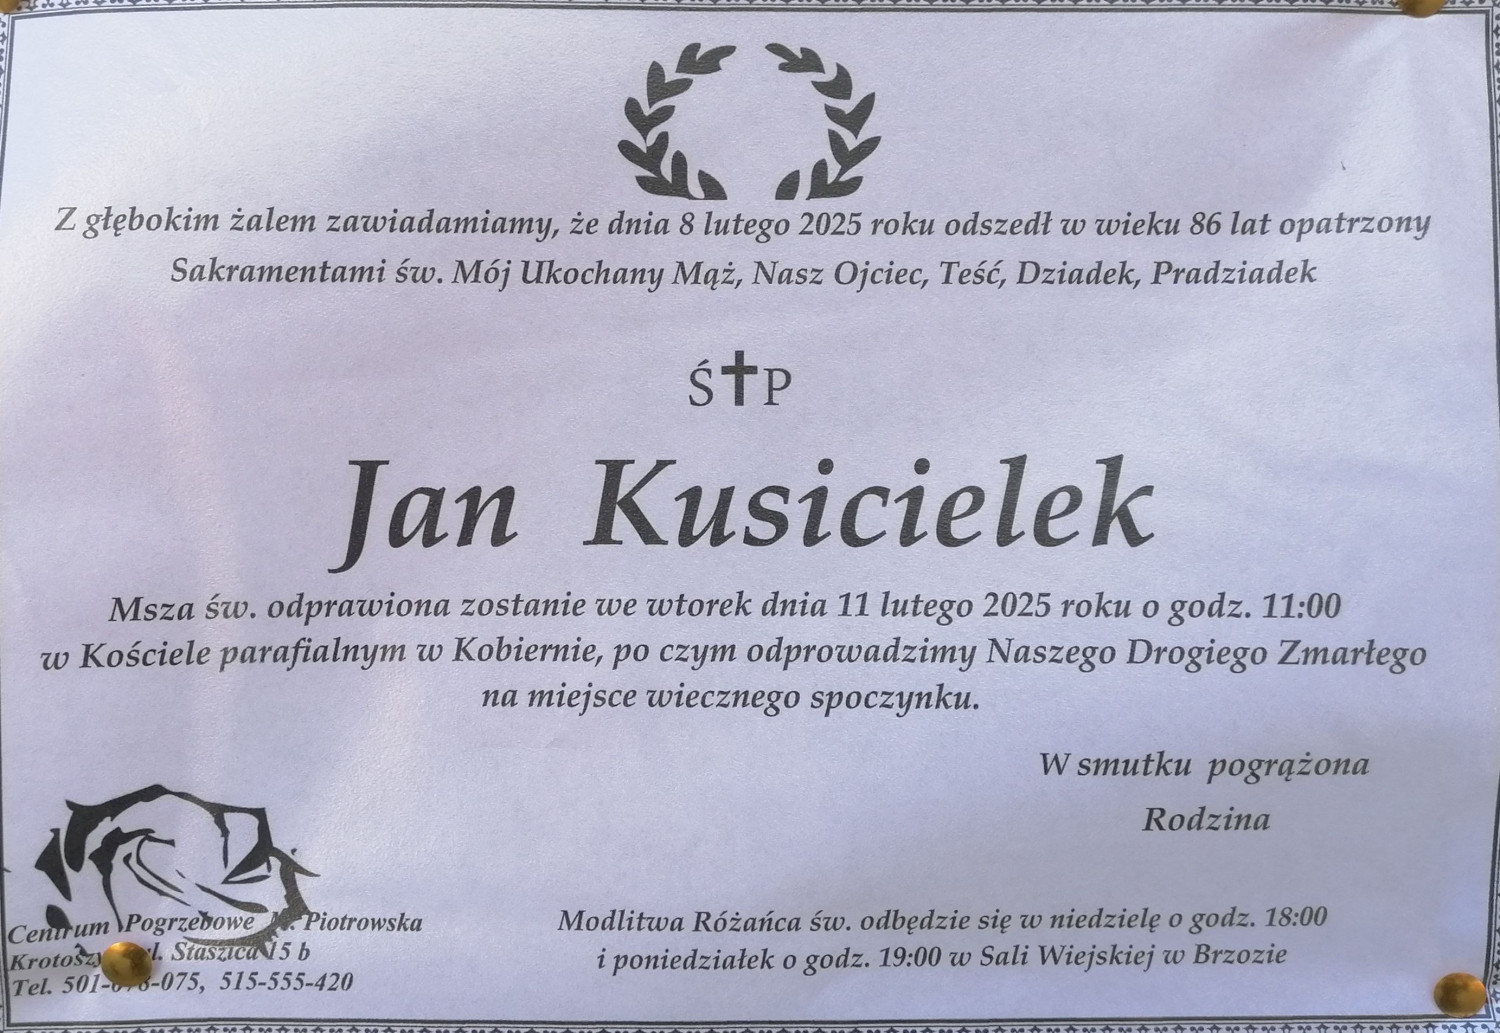 Z głębokim żalem zawiadamiamy, że dnia 8 lutego 2025 roku odszedł w wieku 86 lat opatrzony
Sakramentami św. Mój Ukochany Mąż, Nasz Ojciec, Teść, Dziadek, Pradziadek
Ś✝P
Jan Kusicielek
Msza św. odprawiona zostanie we wtorek dnia 11 lutego 2025 roku o godz. 11:00
w Kościele parafialnym w Kobiernie, po czym odprowadzimy Naszego Drogiego Zmarłego
na miejsce wiecznego spoczynku.
W smutku pogrążona
Rodzina
Centrum Pogrzebowe Piotrowska
Staszica 15 b
Tel. 515-555-420
Modlitwa Różańca św. odbędzie się w niedzielę o godz. 18:00
i poniedziałek o godz. 19:00 w Sali Wiejskiej w Brzozie